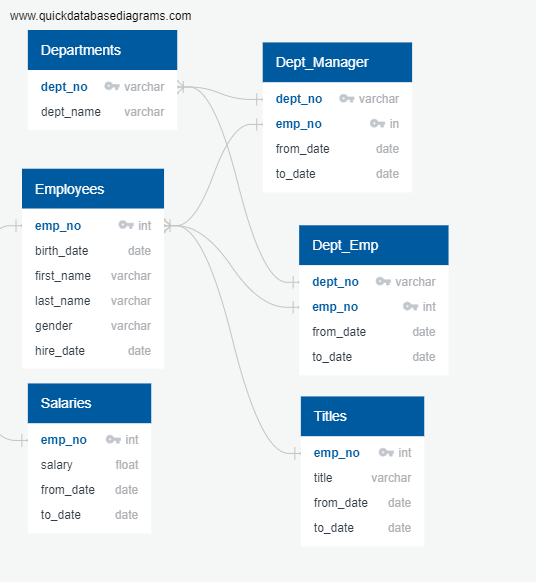 www.quickdatabasediagrams.com
Departments
dept_no varchar
dept_name varchar
Dept_Manager
dept_no varchar
emp_no in
from_date date
to_date date
Employees
emp_no int
birth_date date
first_name varchar
last_name varchar
gender varchar
hire_date date
Dept_Emp
dept_no varchar
emp_no int
from_date date
to_date date
Salaries
emp_no int
salary float
from_date date
to_date date
Titles
emp_no int
title varchar
from_date date
to_date date